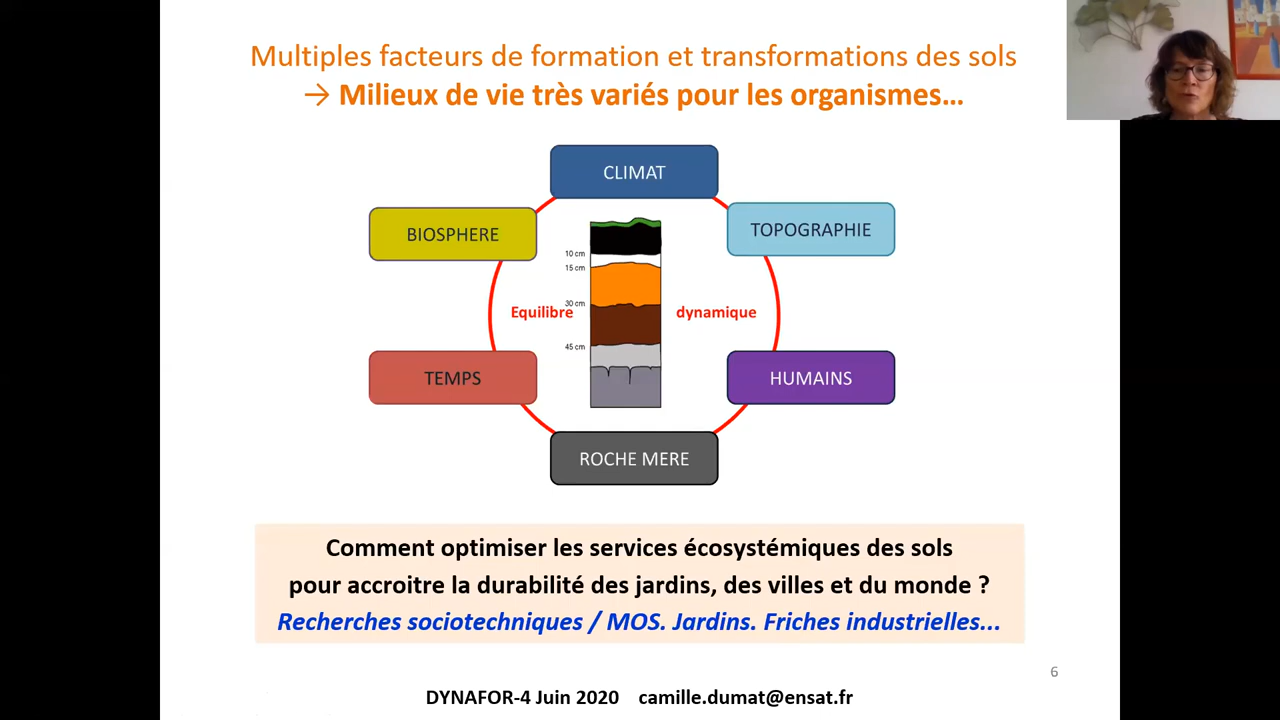 Multiples facteurs de formation et transformations des sols
→ Milieux de vie très variés pour les organismes…
CLIMAT
BIOSPHERE
TOPOGRAPHIE
10 cm
15 cm
30 cm
Equilibre dynamique
45 cm
TEMPS
HUMAINS
ROCHE MERE
Comment optimiser les services écosystémiques des sols
pour accroitre la durabilité des jardins, des villes et du monde ?
Recherches sociotechniques / MOS. Jardins. Friches industrielles...
6
DYNAFOR-4 Juin 2020 camille.dumat@ensat.fr